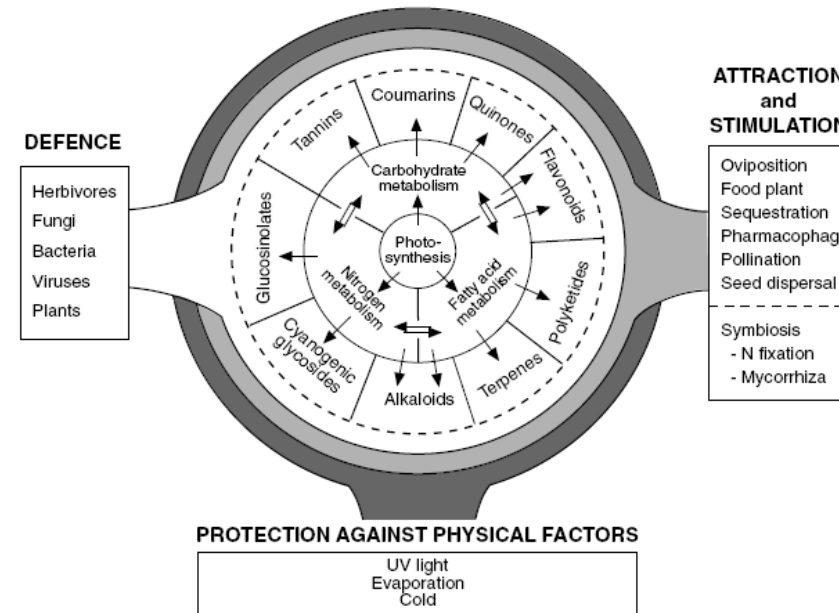 DEFENCE
Herbivores
Fungi
Bacteria
Viruses
Plants
Tannins
Coumarins
Quinones
Flavonoids
Polyketides
Terpenes
Alkaloids
Cyanogenic
glycosides
Glucosinolates
Carbohydrate
metabolism
Photo-
synthesis
Nitrogen
metabolism
Fatty acid
metabolism
ATTRACTION
and
STIMULATION
Oviposition
Food plant
Sequestration
Pharmacophag
Pollination
Seed dispersal
Symbiosis
- N fixation
- Mycorrhiza
PROTECTION AGAINST PHYSICAL FACTORS
UV light
Evaporation
Cold